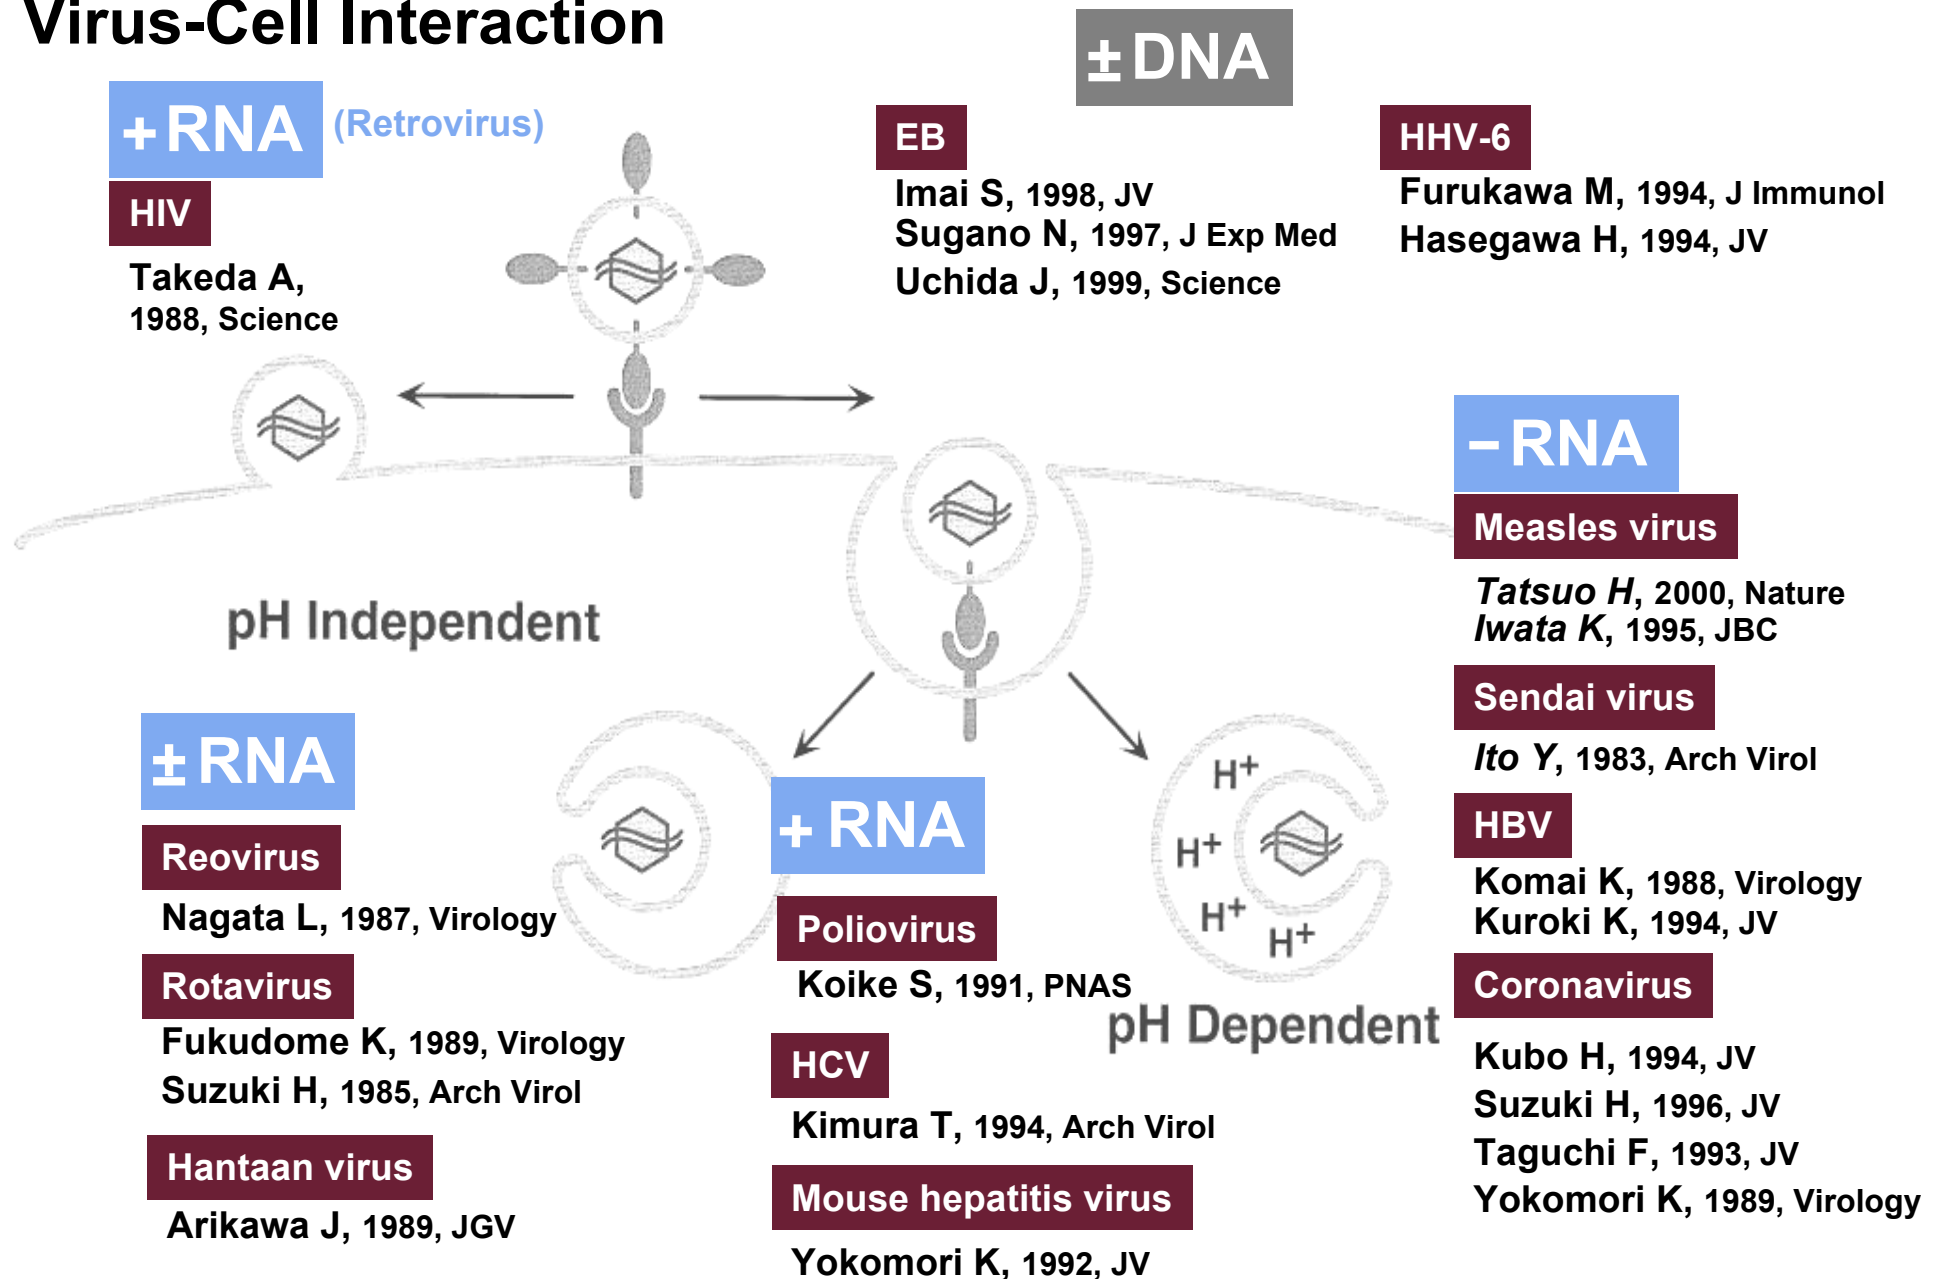 Virus-Cell Interaction
± DNA
+ RNA (Retrovirus)
HIV
Takeda A,
1988, Science
EB
Imai S, 1998, JV
Sugano N, 1997, J Exp Med
Uchida J, 1999, Science
HHV-6
Furukawa M, 1994, J Immunol
Hasegawa H, 1994, JV
− RNA
Measles virus
Tatsuo H, 2000, Nature
Iwata K, 1995, JBC
Sendai virus
Ito Y, 1983, Arch Virol
HBV
Komai K, 1988, Virology
Kuroki K, 1994, JV
Coronavirus
Kubo H, 1994, JV
Suzuki H, 1996, JV
Taguchi F, 1993, JV
Yokomori K, 1989, Virology
pH Independent
± RNA
Reovirus
Nagata L, 1987, Virology
Rotavirus
Fukudome K, 1989, Virology
Suzuki H, 1985, Arch Virol
Hantaan virus
Arikawa J, 1989, JGV
+ RNA
Poliovirus
Koike S, 1991, PNAS
HCV
Kimura T, 1994, Arch Virol
Mouse hepatitis virus
Yokomori K, 1992, JV
H+
H+
H+
H+
pH Dependent